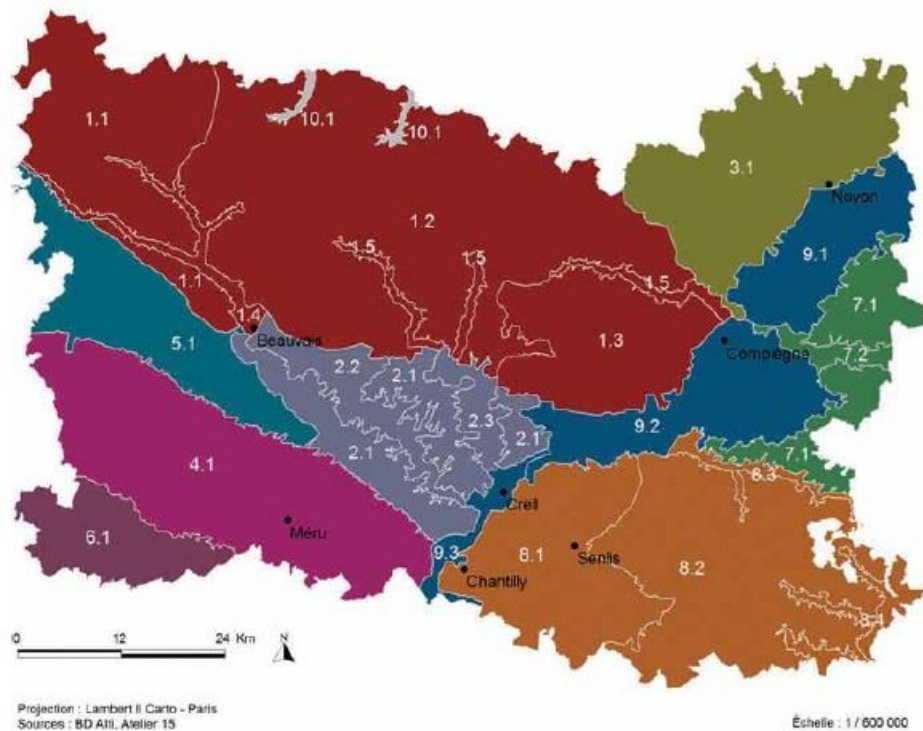 1.1
10.1
10.1
3.1
Noyon
1.2
9.1
1.5
1.5
1.5
7.1
1.1
1.4
Beauvais
5.1
1.3
Compiègne
7.2
2.2
2.1
2.3
2.1
9.2
2.1
7.1
4.1
8.3
Creil
Méru
6.1
9.3
8.1
Senlis
8.2
Chantilly
8.4
0 12 24 Km
N
Projection : Lambert II Carto - Paris
Sources : BD Alti, Atelier 15
Échelle : 1 / 600 000